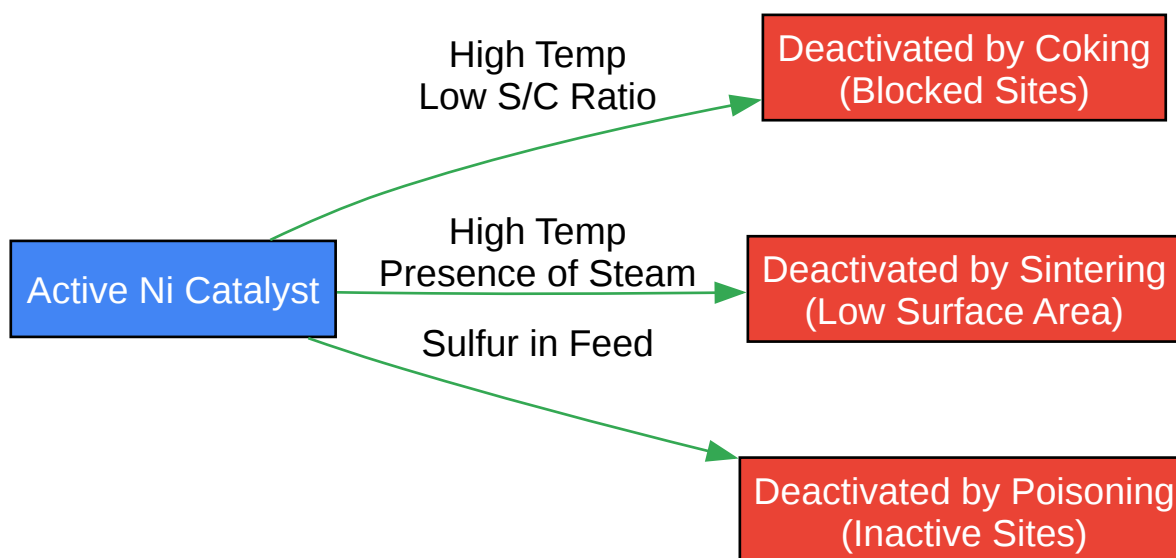 High Temp
Low S/C Ratio
Deactivated by Coking
(Blocked Sites)
Active Ni Catalyst
High Temp
Presence of Steam
Deactivated by Sintering
(Low Surface Area)
Sulfur in Feed
Deactivated by Poisoning
(Inactive Sites)